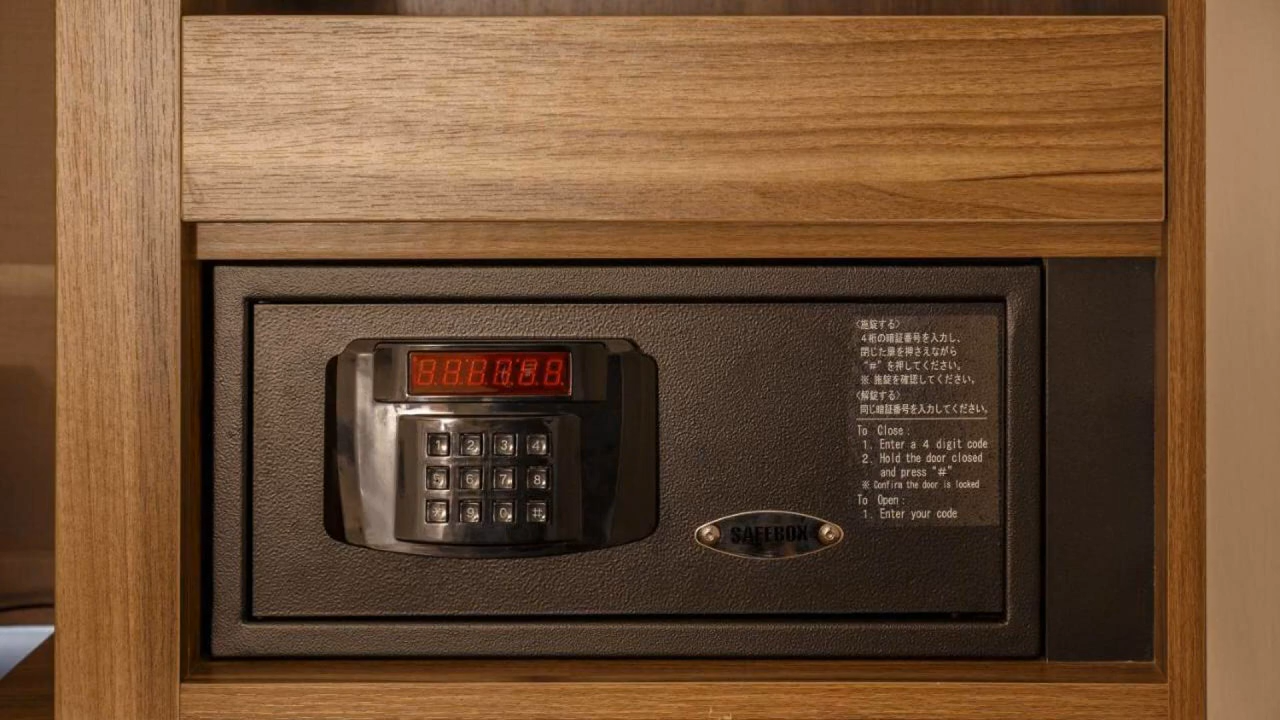 888888
1 2 3 4
5 6 7 8
* 9 0 #
SAFEBOX
〈施錠する〉
4桁の暗証番号を入力し、
閉じた扉を押さえながら
"#"を押してください。
※ 施錠を確認してください。
〈解錠する〉
同じ暗証番号を入力してください。
To Close:
1. Enter a 4 digit code
2. Hold the door closed
and press "#"
※ Confirm the door is locked
To Open:
1. Enter your code